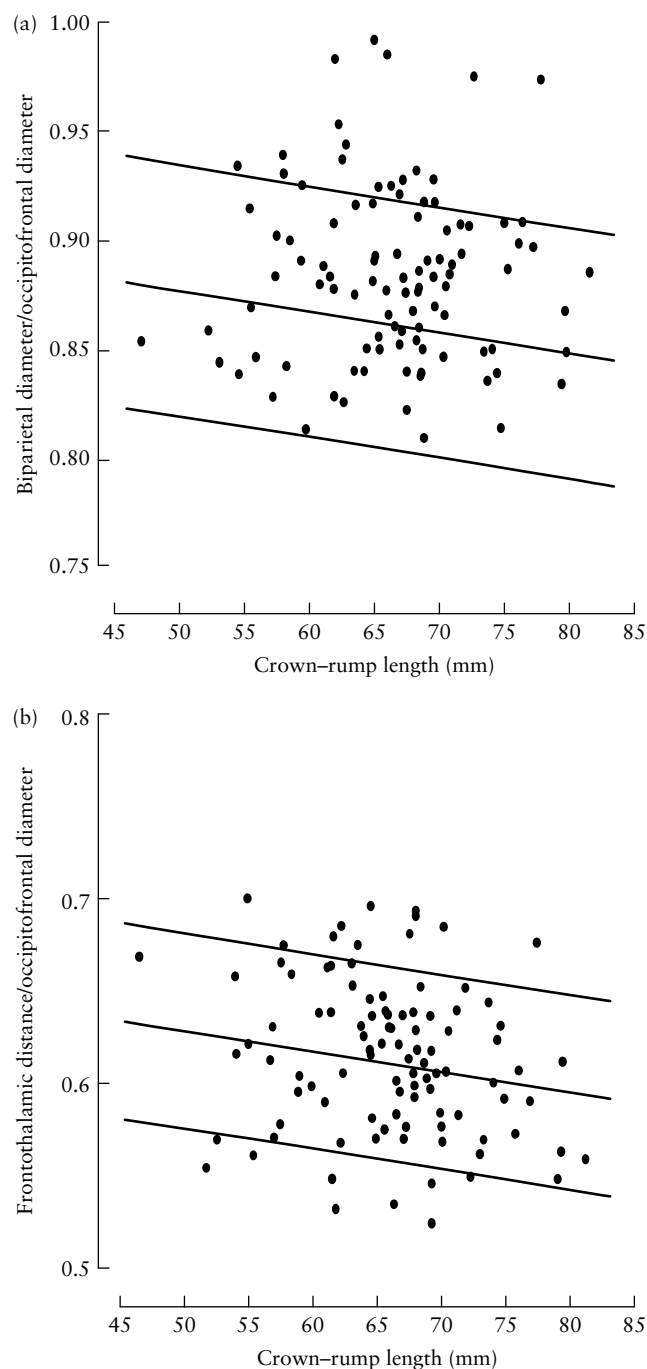 (a)
Biparietal diameter/occipitofrontal diameter
1.00
0.95
0.90
0.85
0.80
0.75
45 50 55 60 65 70 75 80 85
Crown–rump length (mm)
(b)
Frontothalamic distance/occipitofrontal diameter
0.8
0.7
0.6
0.5
45 55 55 60 65 70 75 80 85
Crown–rump length (mm)